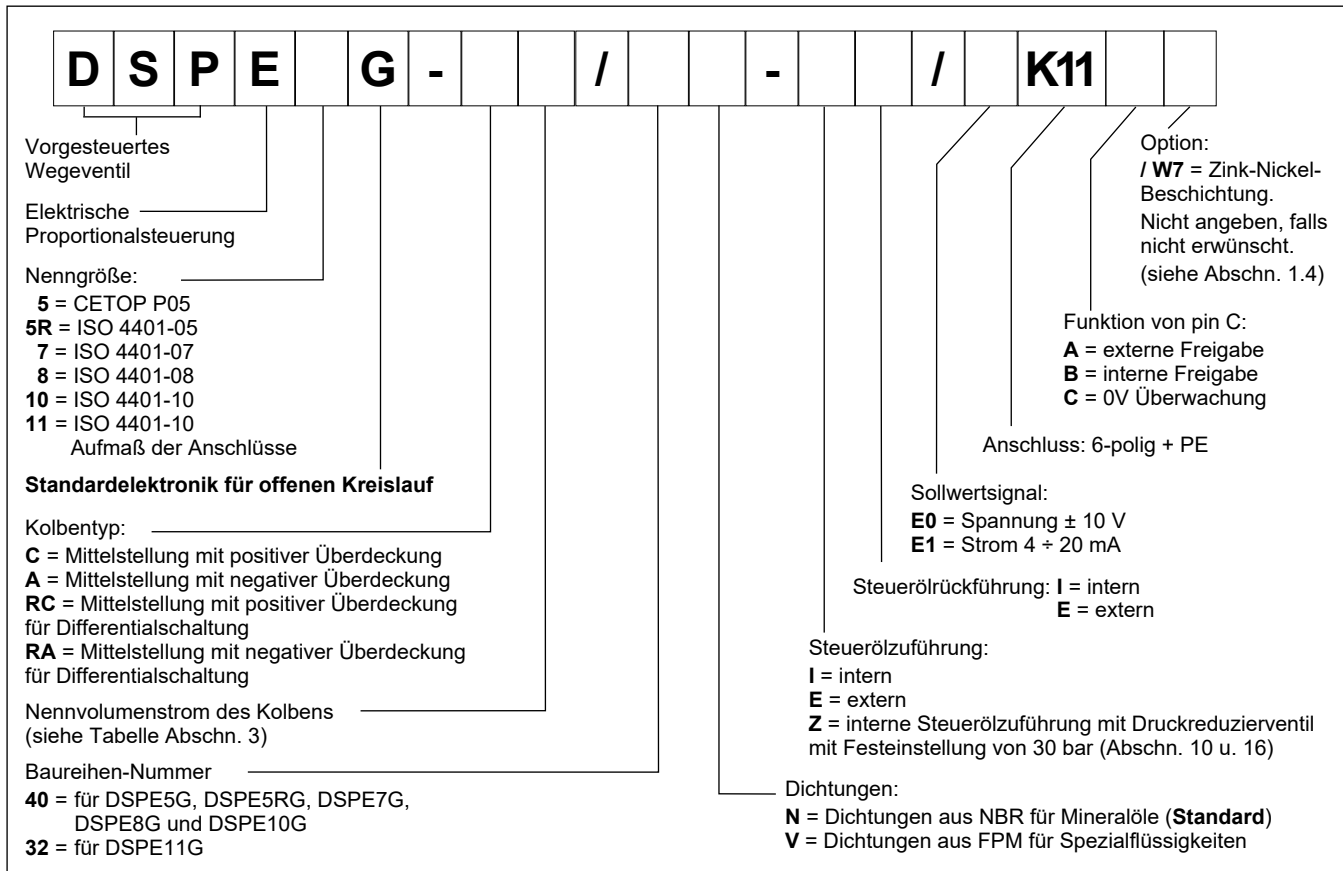 D S P E G - / - / K11
Vorgesteuertes
Wegeventil
Elektrische
Proportionalsteuerung
Nenngröße:
5 = CETOP P05
5R = ISO 4401-05
7 = ISO 4401-07
8 = ISO 4401-08
10 = ISO 4401-10
11 = ISO 4401-10
Aufmaß der Anschlüsse
Standardelektronik für offenen Kreislauf
Kolbentyp:
C = Mittelstellung mit positiver Überdeckung
A = Mittelstellung mit negativer Überdeckung
RC = Mittelstellung mit positiver Überdeckung
für Differentialschaltung
RA = Mittelstellung mit negativer Überdeckung
für Differentialschaltung
Nennvolumenstrom des Kolbens
(siehe Tabelle Abschn. 3)
Baureihen-Nummer
40 = für DSPE5G, DSPE5RG, DSPE7G,
DSPE8G und DSPE10G
32 = für DSPE11G
Option:
/ W7 = Zink-Nickel-
Beschichtung.
Nicht angeben, falls
nicht erwünscht.
(siehe Abschn. 1.4)
Funktion von pin C:
A = externe Freigabe
B = interne Freigabe
C = 0V Überwachung
Anschluss: 6-polig + PE
Sollwertsignal:
E0 = Spannung ± 10 V
E1 = Strom 4 ÷ 20 mA
Steuerölrückführung: I = intern
E = extern
Steuerölzuführung:
I = intern
E = extern
Z = interne Steuerölzuführung mit Druckreduzierventil
mit Festeinstellung von 30 bar (Abschn. 10 u. 16)
Dichtungen:
N = Dichtungen aus NBR für Mineralöle (Standard)
V = Dichtungen aus FPM für Spezialflüssigkeiten